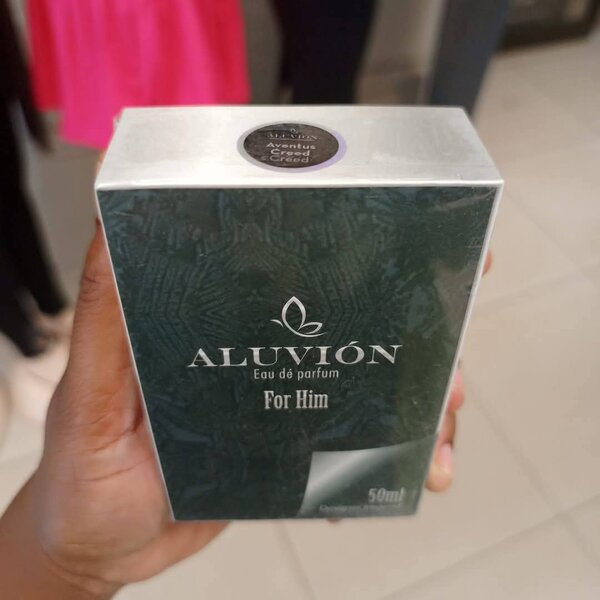 ALUVIÓN
Aventus
Creed
Creed
ALUVIÓN
Eau dé parfum
For Him
50ml